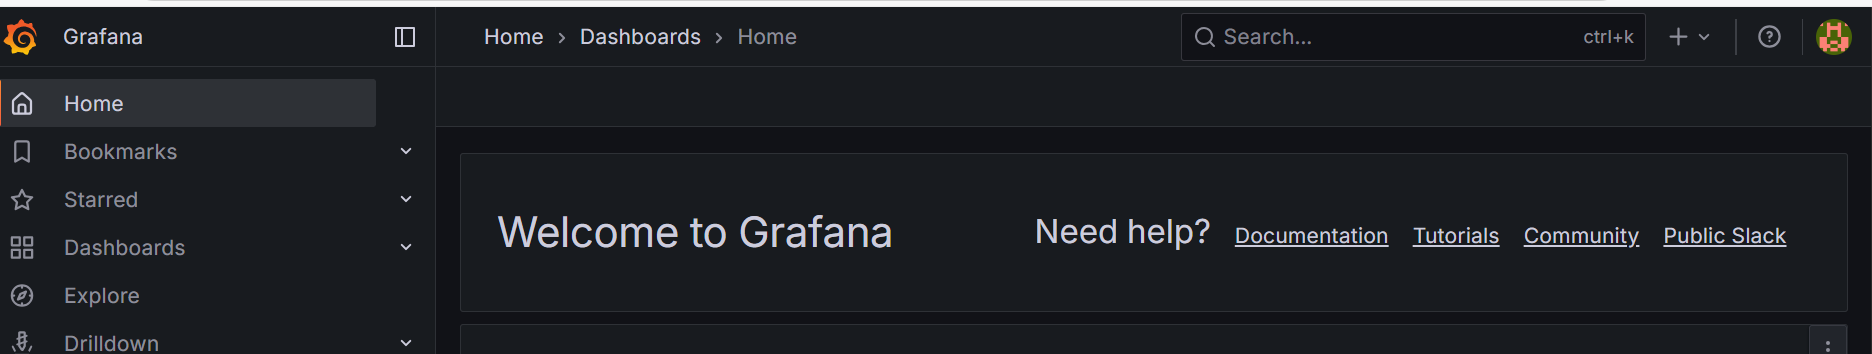 Grafana
Home > Dashboards > Home
Search... ctrl+k
Home
Bookmarks
Starred
Dashboards
Explore
Drilldown
Welcome to Grafana
Need help? Documentation Tutorials Community Public Slack